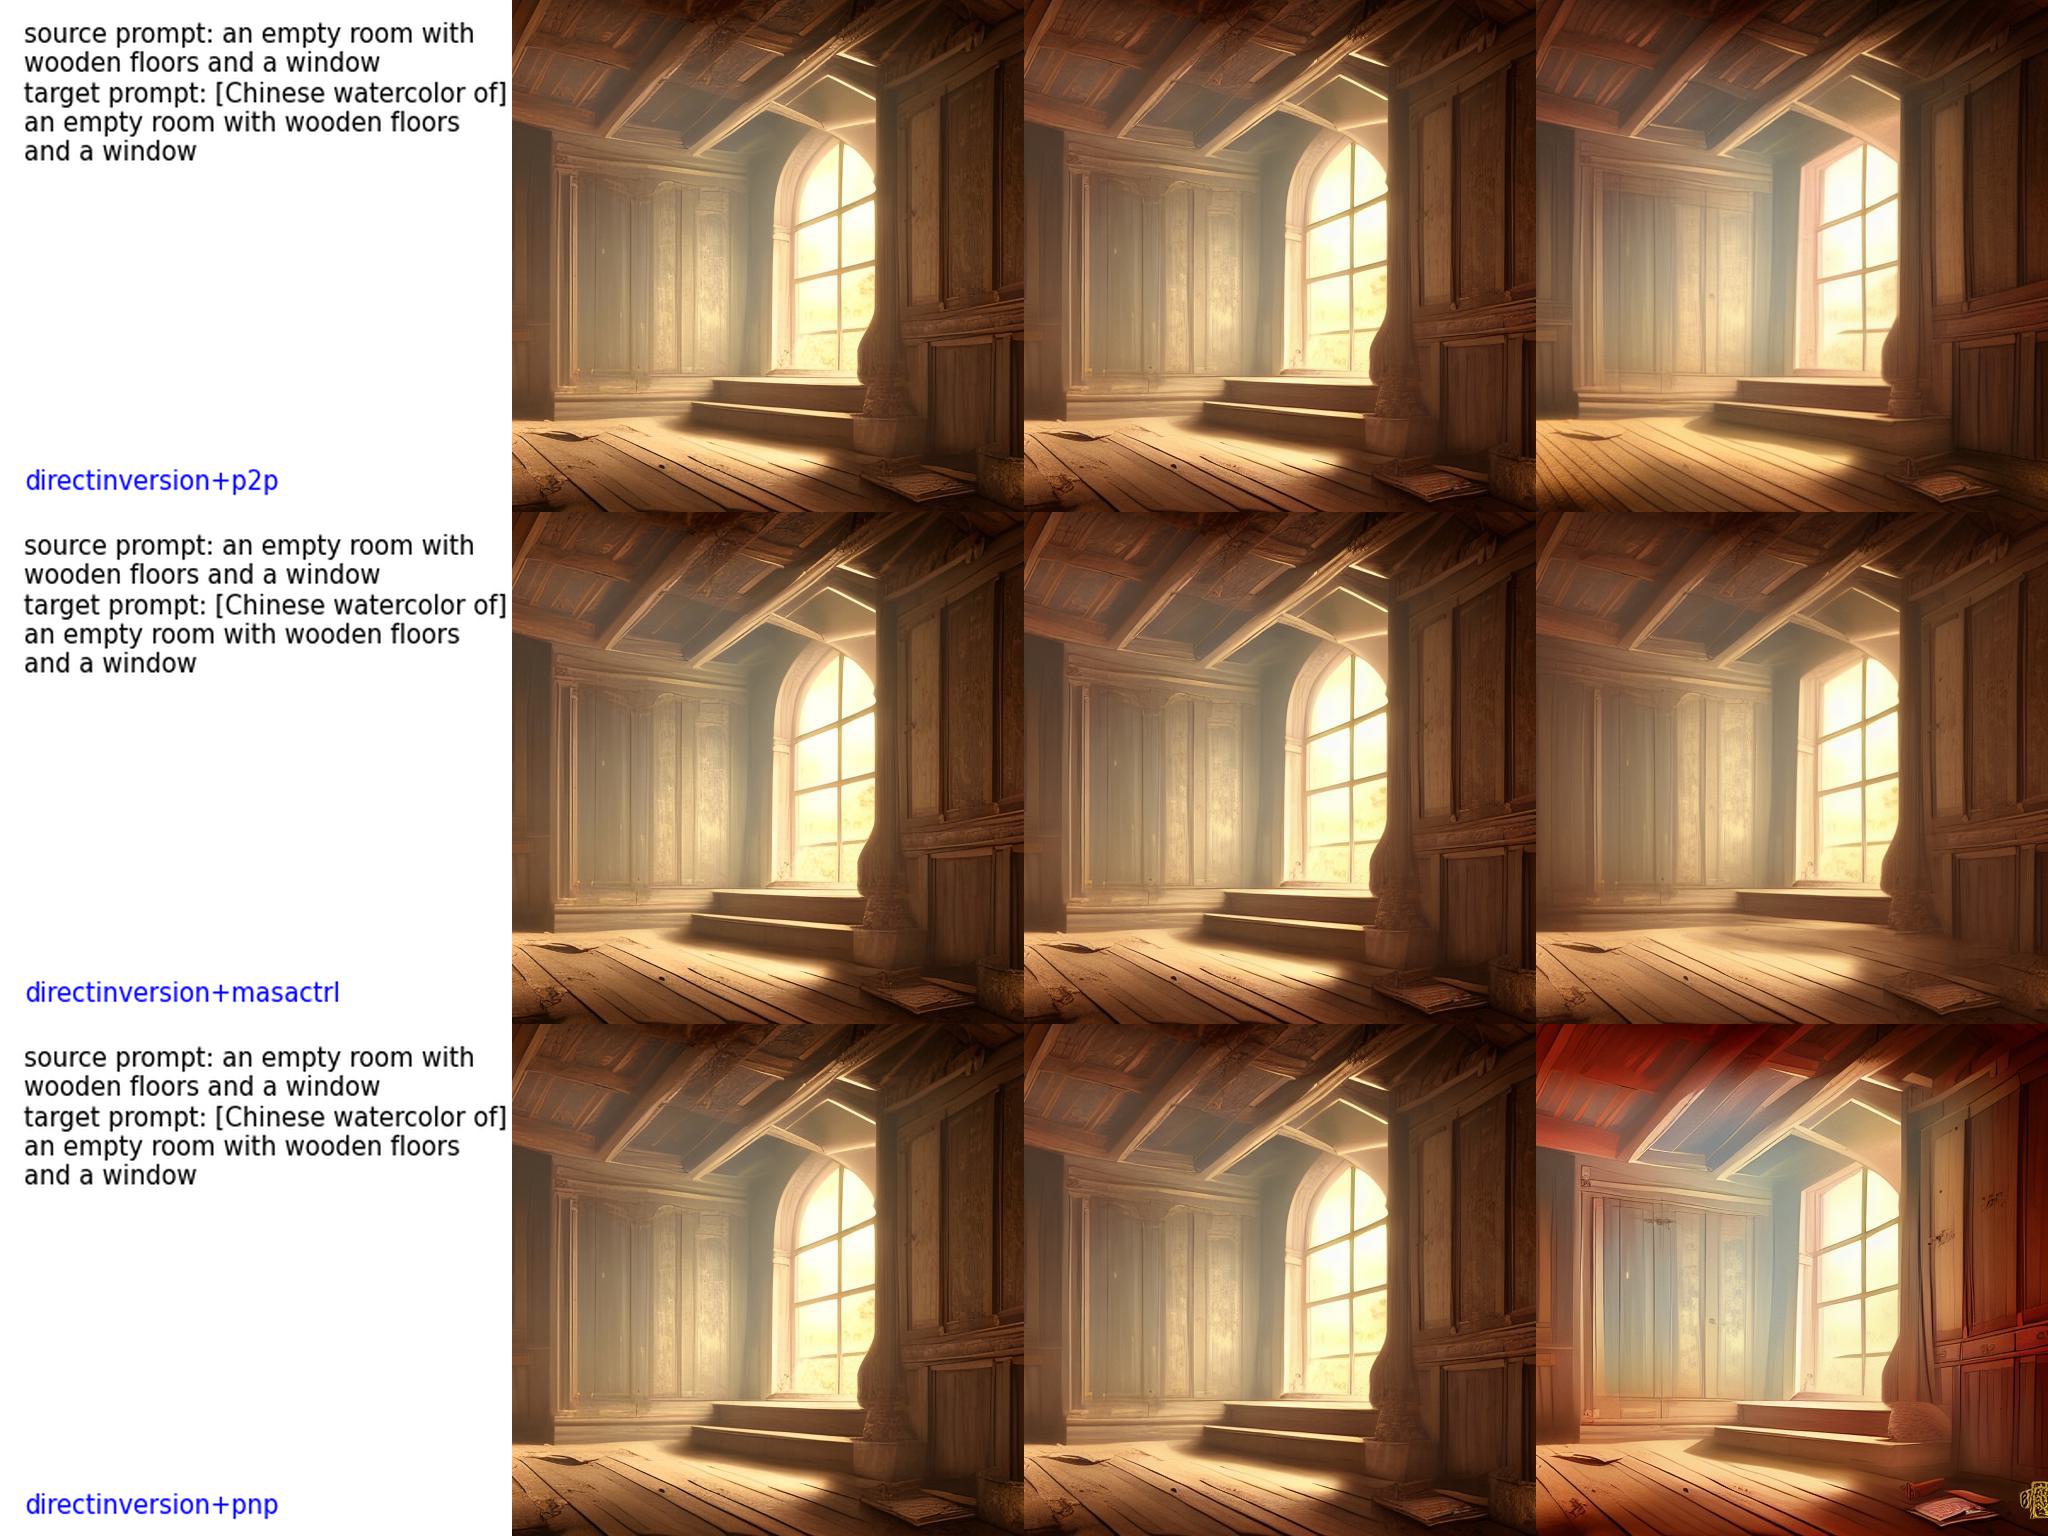 source prompt: an empty room with
wooden floors and a window
target prompt: [Chinese watercolor of]
an empty room with wooden floors
and a window
directinversion+p2p
source prompt: an empty room with
wooden floors and a window
target prompt: [Chinese watercolor of]
an empty room with wooden floors
and a window
directinversion+masactrl
source prompt: an empty room with
wooden floors and a window
target prompt: [Chinese watercolor of]
an empty room with wooden floors
and a window
directinversion+pnp